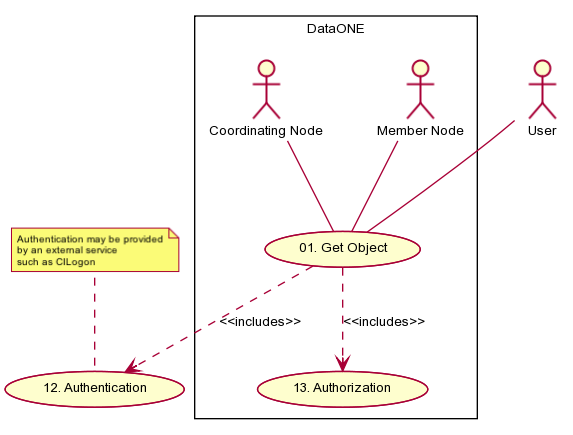 DataONE
Coordinating Node
Member Node
User
Authentication may be provided
by an external service
such as CILogon
01. Get Object
<<includes>>
<<includes>>
12. Authentication
13. Authorization